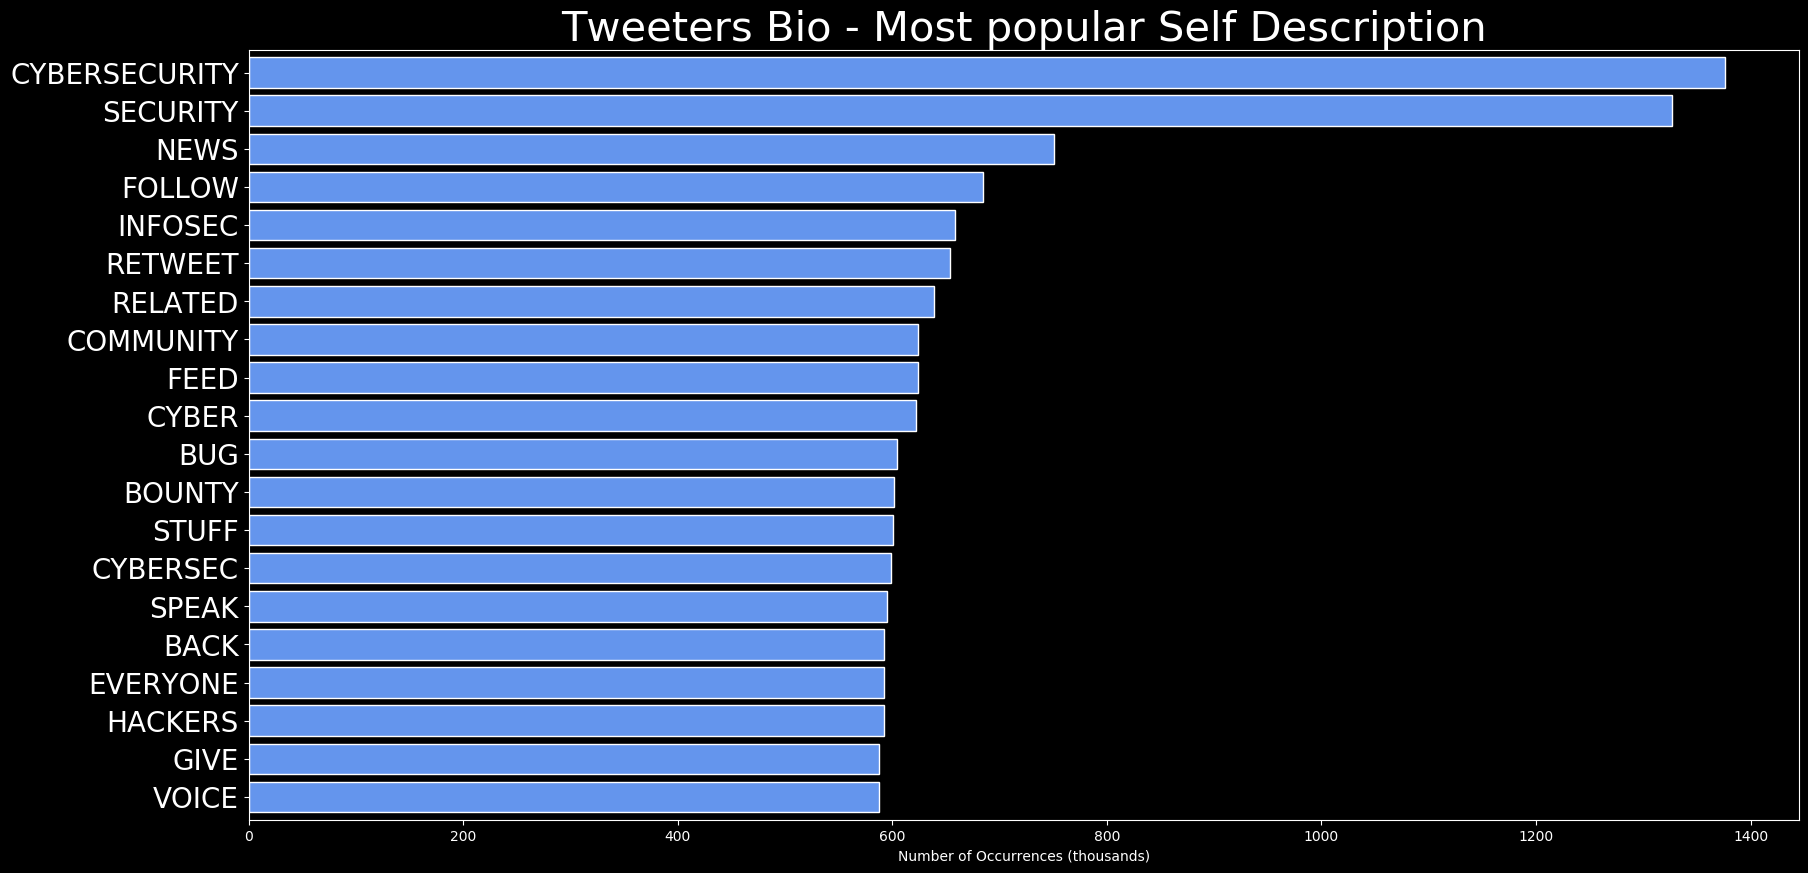 Tweeters Bio - Most popular Self Description
CYBERSECURITY
SECURITY
NEWS
FOLLOW
INFOSEC
RETWEET
RELATED
COMMUNITY
FEED
CYBER
BUG
BOUNTY
STUFF
CYBERSEC
SPEAK
BACK
EVERYONE
HACKERS
GIVE
VOICE
0 200 400 600 800 1000 1200 1400
Number of Occurrences (thousands)